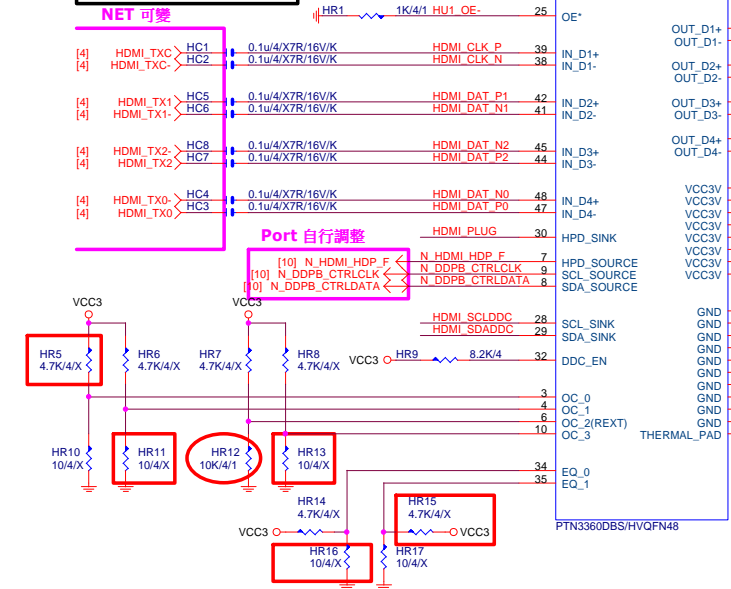 NET 可變
HR1 1K/4/1 HU1_OE- 25 OE*
OUT_D1+
OUT_D1-
[4] HDMI_TXC HC1 0.1u/4/X7R/16V/K HDMI_CLK_P 39 IN_D1+
[4] HDMI_TXC- HC2 0.1u/4/X7R/16V/K HDMI_CLK_N 38 IN_D1-
OUT_D2+
OUT_D2-
[4] HDMI_TX1 HC5 0.1u/4/X7R/16V/K HDMI_DAT_P1 42 IN_D2+
[4] HDMI_TX1- HC6 0.1u/4/X7R/16V/K HDMI_DAT_N1 41 IN_D2-
OUT_D3+
OUT_D3-
[4] HDMI_TX2- HC8 0.1u/4/X7R/16V/K HDMI_DAT_N2 45 IN_D3+
[4] HDMI_TX2 HC7 0.1u/4/X7R/16V/K HDMI_DAT_P2 44 IN_D3-
OUT_D4+
OUT_D4-
[4] HDMI_TX0- HC4 0.1u/4/X7R/16V/K HDMI_DAT_N0 48 IN_D4+
[4] HDMI_TX0 HC3 0.1u/4/X7R/16V/K HDMI_DAT_P0 47 IN_D4-
VCC3V
VCC3V
VCC3V
VCC3V
VCC3V
VCC3V
VCC3V
VCC3V
Port 自行調整
HDMI_PLUG 30 HPD_SINK
[10] N_HDMI_HDP_F N_HDMI_HDP_F 7 HPD_SOURCE
[10] N_DDPB_CTRLCLK N_DDPB_CTRLCLK 9 SCL_SOURCE
[10] N_DDPB_CTRLDATA N_DDPB_CTRLDATA 8 SDA_SOURCE
VCC3 VCC3
HDMI_SCLDDC 28 SCL_SINK
HDMI_SDADDC 29 SDA_SINK
GND
GND
GND
GND
GND
GND
GND
GND
GND
GND
THERMAL_PAD
HR5 HR6 HR7 HR8
4.7K/4/X 4.7K/4/X 4.7K/4/X 4.7K/4/X
VCC3 HR9 8.2K/4 32 DDC_EN
3 OC_0
4 OC_1
6 OC_2(REXT)
10 OC_3
HR10 HR11 HR12 HR13
10/4/X 10/4/X 10K/4/1 10/4/X
34 EQ_0
35 EQ_1
HR14 HR15
4.7K/4/X 4.7K/4/X
VCC3 VCC3
PTN3360DBS/HVQFN48
HR16 HR17
10/4/X 10/4/X